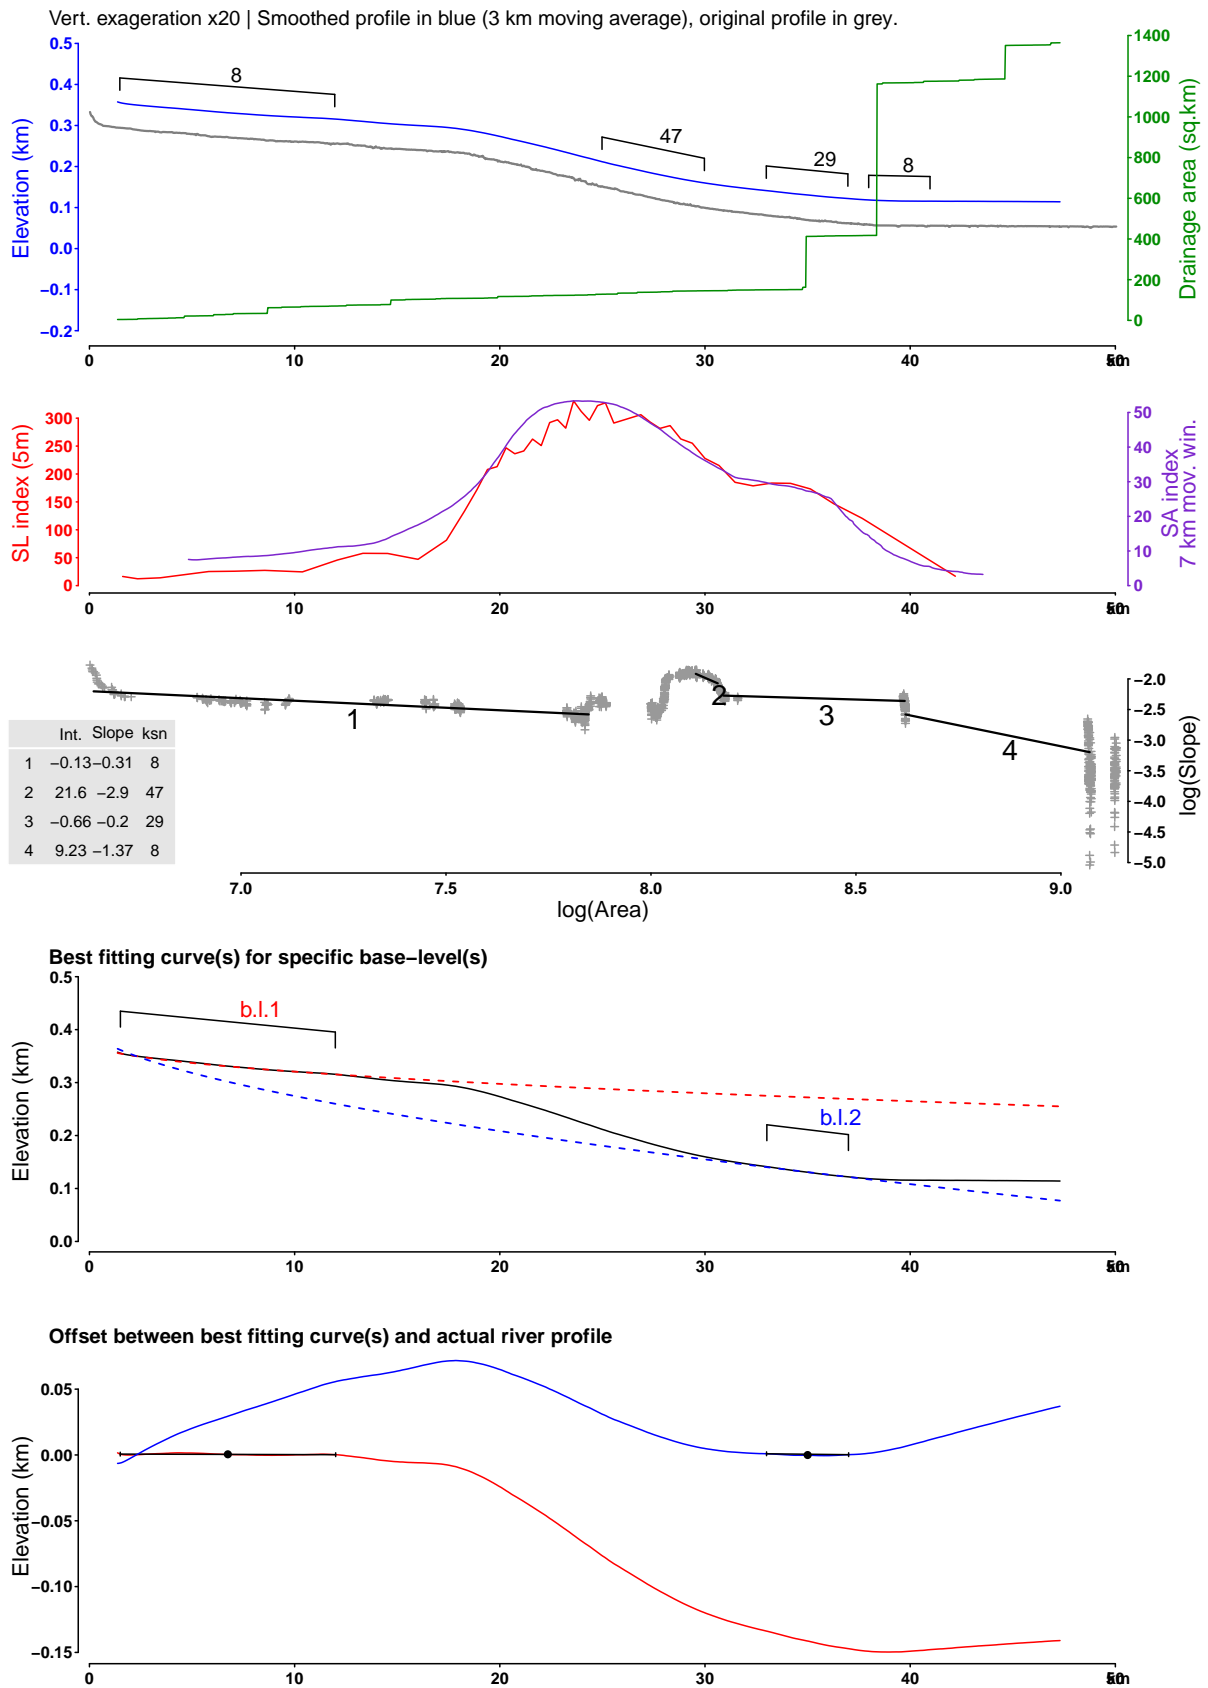 Vert. exageration x20 | Smoothed profile in blue (3 km moving average), original profile in grey.
Elevation (km)
0.5
0.4
0.3
0.2
0.1
0.0
−0.1
−0.2
8
47
29
8
1400
1200
1000
800
600
400
200
0
Drainage area (sq.km)
0 10 20 30 40 50 km
SL index (5m)
300
250
200
150
100
50
0
50
40
30
20
10
0
SA index
7 km mov. win.
0 10 20 30 40 50 km
1
2
3
4
Int. Slope ksn
1 −0.13 −0.31 8
2 21.6 −2.9 47
3 −0.66 −0.2 29
4 9.23 −1.37 8
−2.0
−2.5
−3.0
−3.5
−4.0
−4.5
−5.0
log(Slope)
7.0 7.5 8.0 8.5 9.0
log(Area)
Best fitting curve(s) for specific base−level(s)
Elevation (km)
0.5
0.4
0.3
0.2
0.1
0.0
b.l.1
b.l.2
0 10 20 30 40 50 km
Offset between best fitting curve(s) and actual river profile
Elevation (km)
0.05
0.00
−0.05
−0.10
−0.15
0 10 20 30 40 50 km